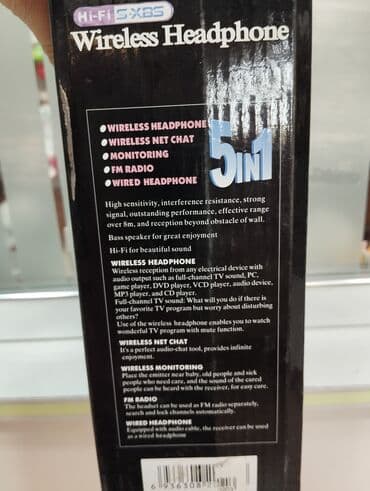 Hi-Fi S-XBS
Wireless Headphone
WIRELESS HEADPHONE
WIRELESS NET CHAT
MONITORING
FM RADIO
WIRED HEADPHONE
5 IN 1
High sensitivity, interference resistance, strong
signal, outstanding performance, effective range
over 8m, and reception beyond obstacle of wall.
Bass speaker for great enjoyment
Hi-Fi for beautiful sound
WIRELESS HEADPHONE
Wireless reception from any electrical device with
audio output such as full-channel TV sound, PC,
game player, DVD player, VCD player, audio device,
MP3 player, and CD player.
Full-channel TV sound: What will you do if there is
your favorite TV program but worry about disturbing
others?
Use of the wireless headphone enables you to watch
wonderful TV program with mute function.
WIRELESS NET CHAT
It's a perfect audio-chat tool, provides infinite
enjoyment.
WIRELESS MONITORING
Place the emitter near baby, old people and sick
people who need care, and the sound of the cared
people can be heard with the receiver, for easy care.
FM RADIO
The headset can be used as FM radio separately,
search and lock channels automatically.
WIRED HEADPHONE
Equipped with audio cable, the receiver can be used
as a wired headphone